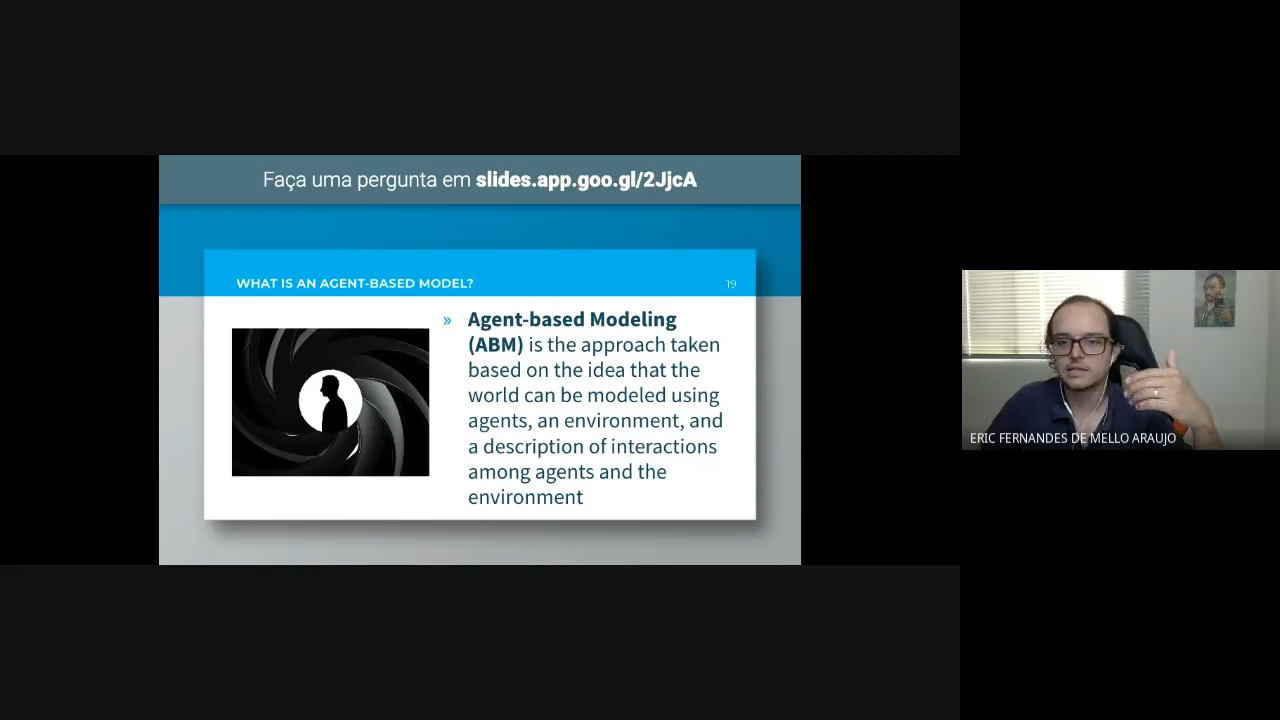 Faça uma pergunta em slides.app.goo.gl/2JjcA
WHAT IS AN AGENT-BASED MODEL?
19
» Agent-based Modeling
(ABM) is the approach taken
based on the idea that the
world can be modeled using
agents, an environment, and
a description of interactions
among agents and the
environment
ERIC FERNANDES DE MELLO ARAUJO